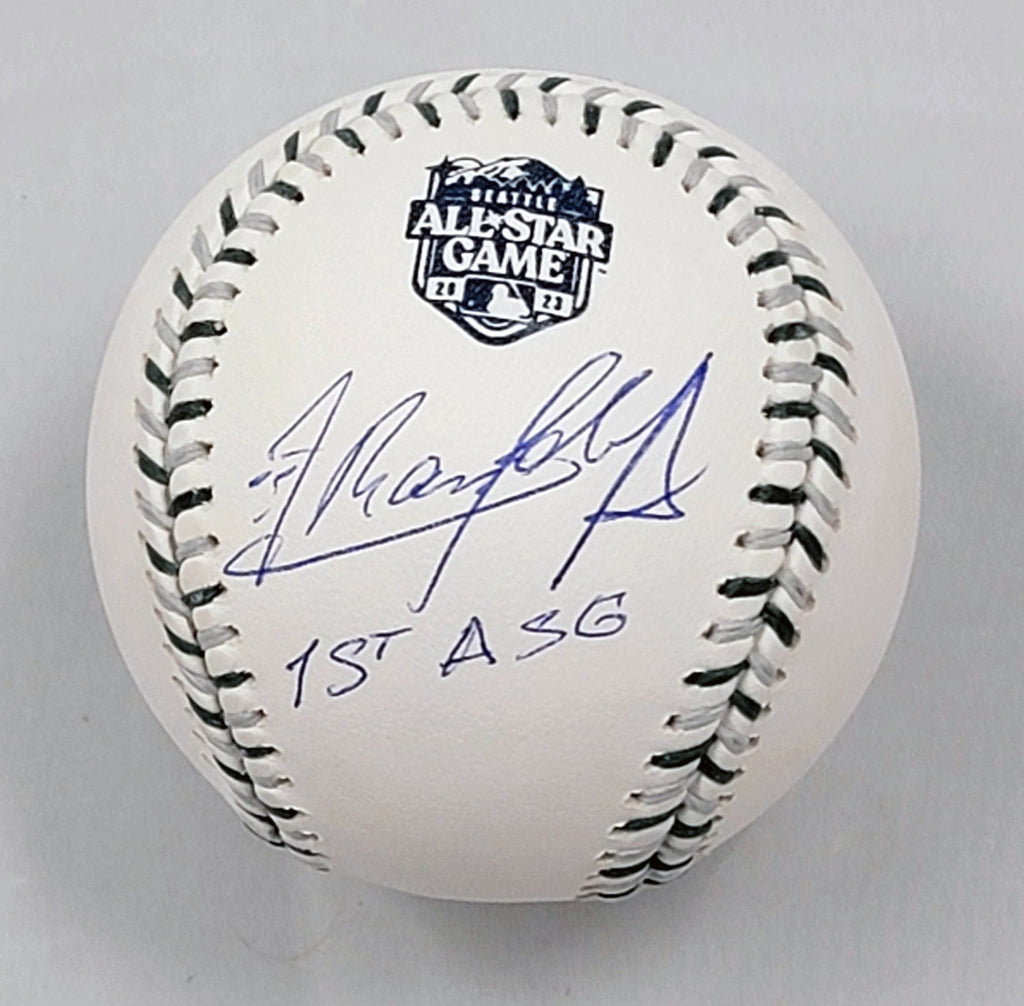 SEATTLE
ALL-STAR
GAME
20 23
1ST ASG